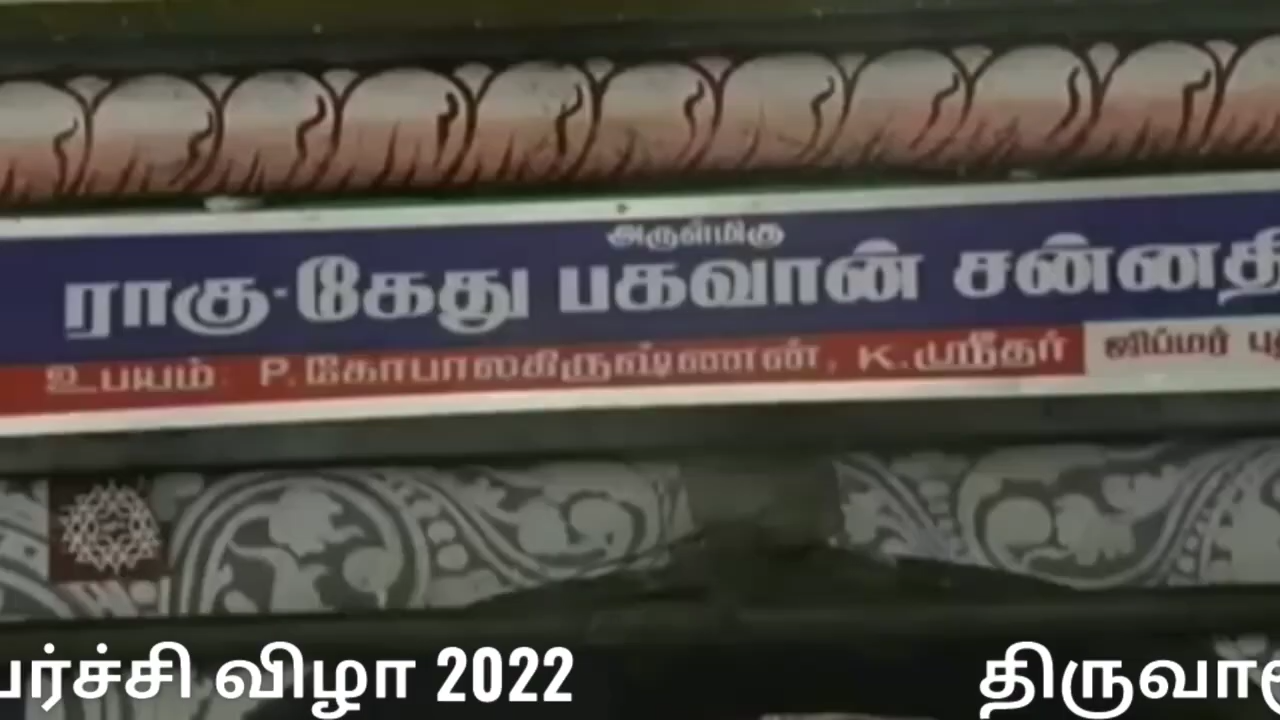 அருள்மிகு
ராகு-கேது பகவான் சன்னதி
உபயம். P.கோபாலகிருஷ்ணன், K.ஸ்ரீதர் ஜிப்மர்
பெயர்ச்சி விழா 2022